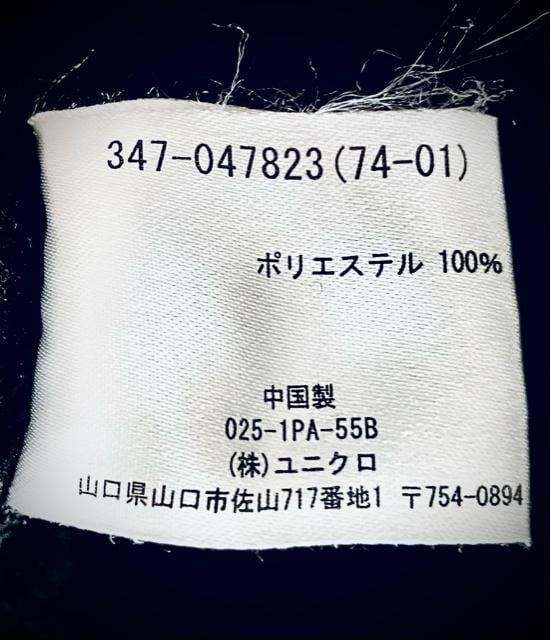 347-047823(74-01)
ポリエステル 100%
中国製
025-1PA-55B
(株)ユニクロ
山口県山口市佐山717番地1 〒754-0894